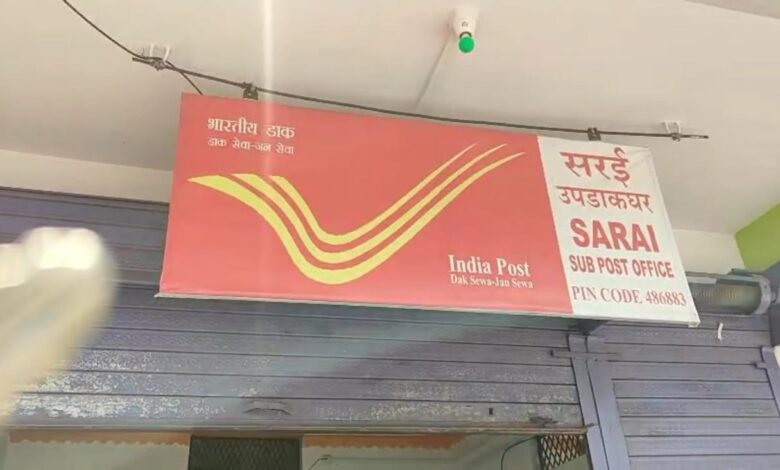 भारतीय डाक
डाक सेवा-जन सेवा
India Post
Dak Sewa-Jan Sewa
सरई
उपडाकघर
SARAI
SUB POST OFFICE
PIN CODE 486883